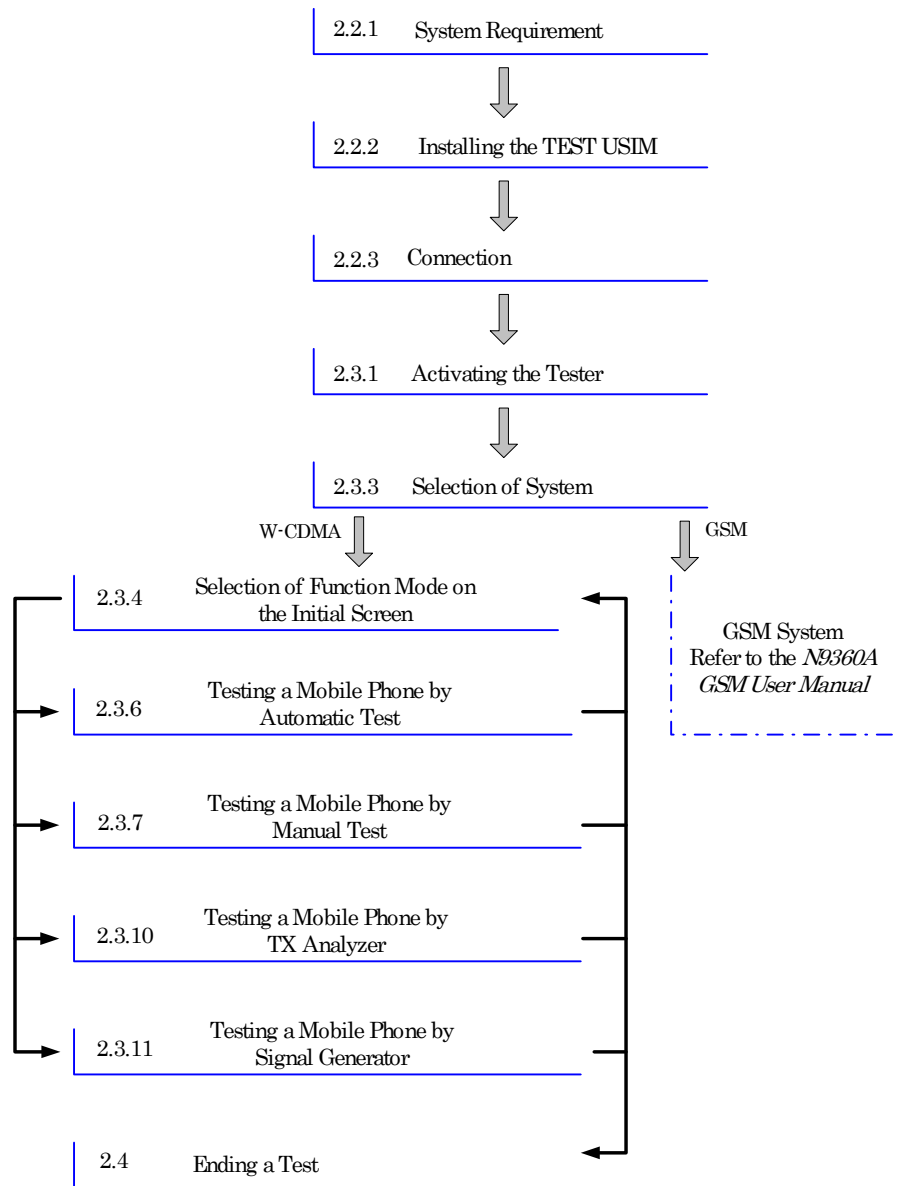 2.2.1 System Requirement
2.2.2 Installing the TEST USIM
2.2.3 Connection
2.3.1 Activating the Tester
2.3.3 Selection of System
W-CDMA
GSM
2.3.4 Selection of Function Mode on
the Initial Screen
GSM System
Refer to the N9360A
GSM User Manual
2.3.6 Testing a Mobile Phone by
Automatic Test
2.3.7 Testing a Mobile Phone by
Manual Test
2.3.10 Testing a Mobile Phone by
TX Analyzer
2.3.11 Testing a Mobile Phone by
Signal Generator
2.4 Ending a Test